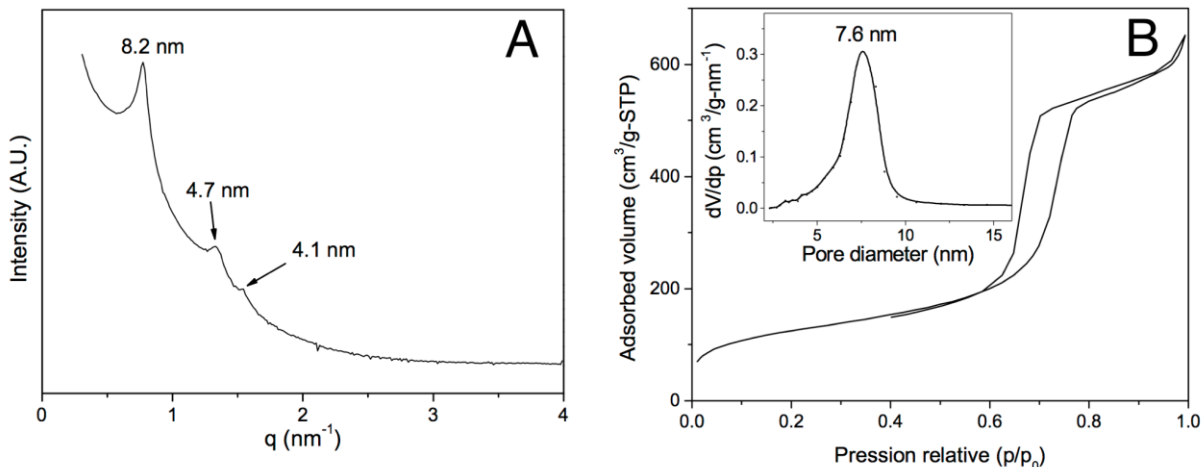 A
8.2 nm
4.7 nm
4.1 nm
Intensity (A.U.)
0
1
2
3
4
q (nm⁻¹)
B
7.6 nm
dV/dp (cm³/g-nm⁻¹)
0.3
0.2
0.1
0.0
5
10
15
Pore diameter (nm)
Adsorbed volume (cm³/g-STP)
600
400
200
0
0.0
0.2
0.4
0.6
0.8
1.0
Pression relative (p/p₀)